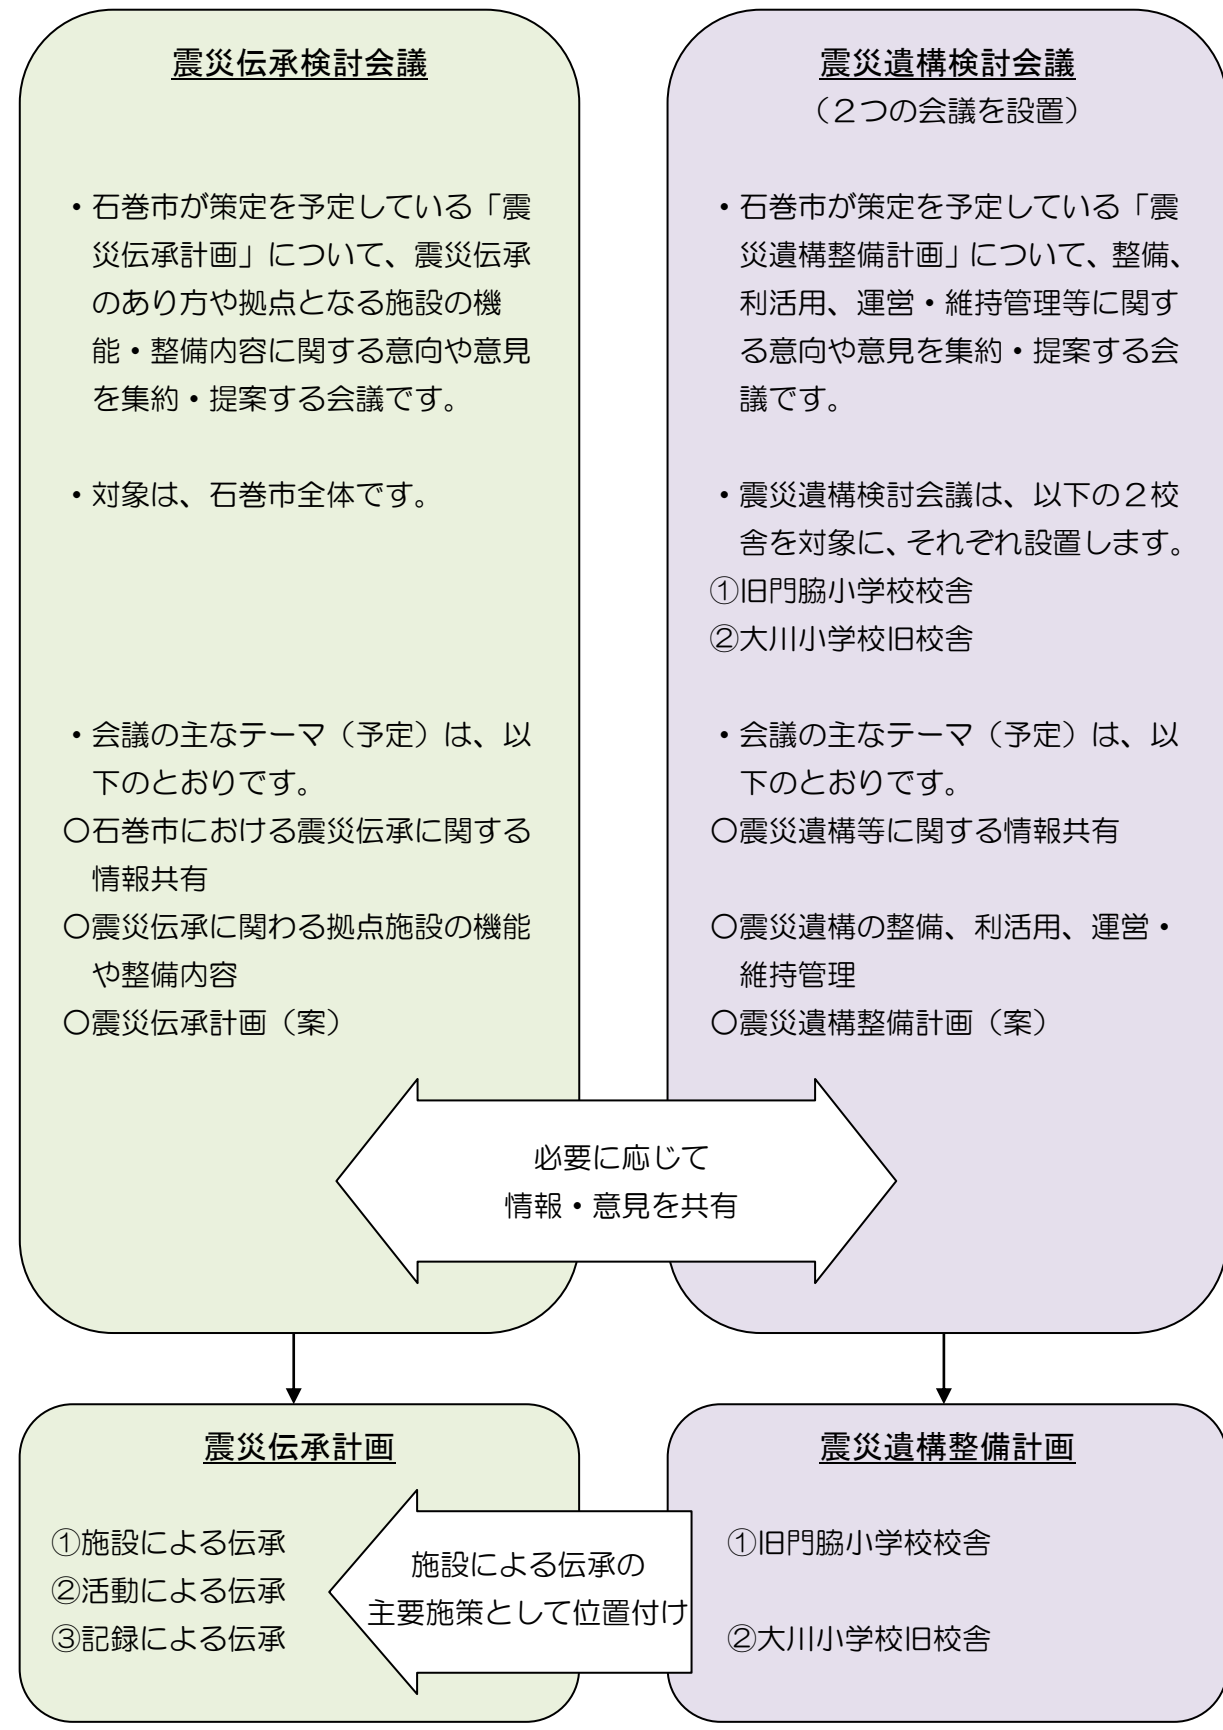 震災伝承検討会議
・石巻市が策定を予定している「震
災伝承計画」について、震災伝承
のあり方や拠点となる施設の機
能・整備内容に関する意向や意見
を集約・提案する会議です。
・対象は、石巻市全体です。
・会議の主なテーマ（予定）は、以
下のとおりです。
〇石巻市における震災伝承に関する
情報共有
〇震災伝承に関わる拠点施設の機能
や整備内容
〇震災伝承計画（案）
震災遺構検討会議
（２つの会議を設置）
・石巻市が策定を予定している「震
災遺構整備計画」について、整備、
利活用、運営・維持管理等に関す
る意向や意見を集約・提案する会
議です。
・震災遺構検討会議は、以下の２校
舎を対象に、それぞれ設置します。
①旧門脇小学校校舎
②大川小学校旧校舎
・会議の主なテーマ（予定）は、以
下のとおりです。
〇震災遺構等に関する情報共有
〇震災遺構の整備、利活用、運営・
維持管理
〇震災遺構整備計画（案）
必要に応じて
情報・意見を共有
震災伝承計画
①施設による伝承
②活動による伝承
③記録による伝承
施設による伝承の
主要施策として位置付け
震災遺構整備計画
①旧門脇小学校校舎
②大川小学校旧校舎